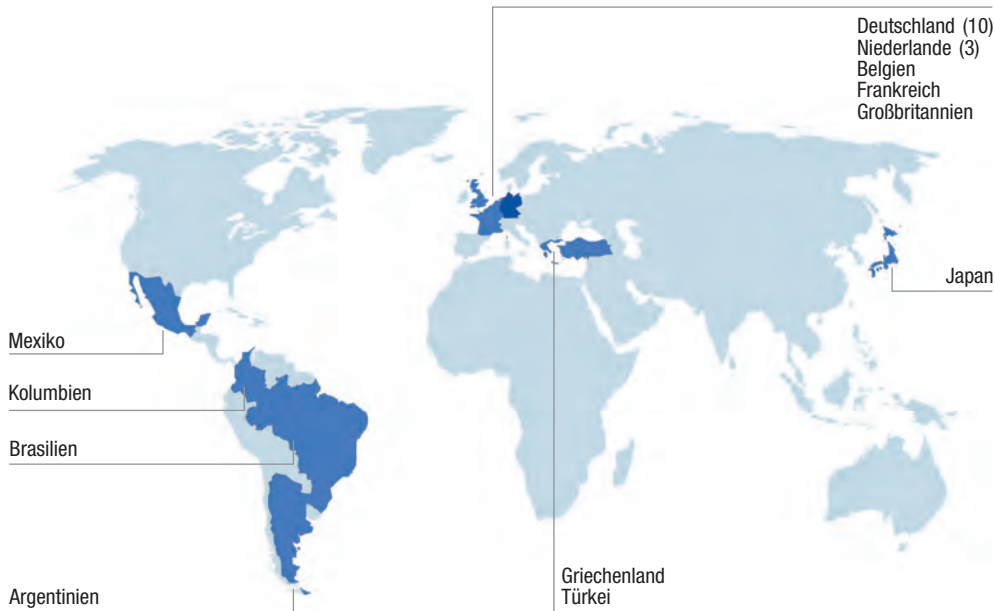 Deutschland (10)
Niederlande (3)
Belgien
Frankreich
Großbritannien
Japan
Mexiko
Kolumbien
Brasilien
Argentinien
Griechenland
Türkei